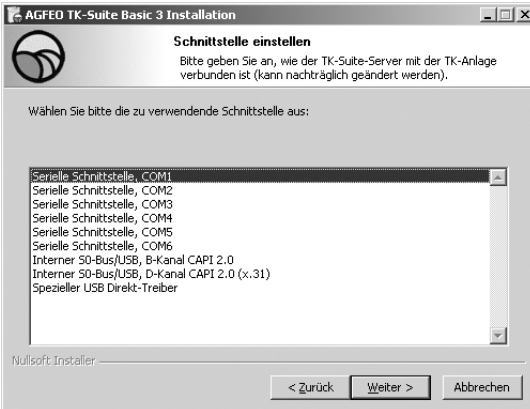 AGFEO TK-Suite Basic 3 Installation
Schnittstelle einstellen
Bitte geben Sie an, wie der TK-Suite-Server mit der TK-Anlage
verbunden ist (kann nachträglich geändert werden).
Wählen Sie bitte die zu verwendende Schnittstelle aus:
Serielle Schnittstelle, COM1
Serielle Schnittstelle, COM2
Serielle Schnittstelle, COM3
Serielle Schnittstelle, COM4
Serielle Schnittstelle, COM5
Serielle Schnittstelle, COM6
Interner S0-Bus/USB, B-Kanal CAPI 2.0
Interner S0-Bus/USB, D-Kanal CAPI 2.0 (x.31)
Spezieller USB Direkt-Treiber
Nullsoft Installer
< Zurück Weiter > Abbrechen